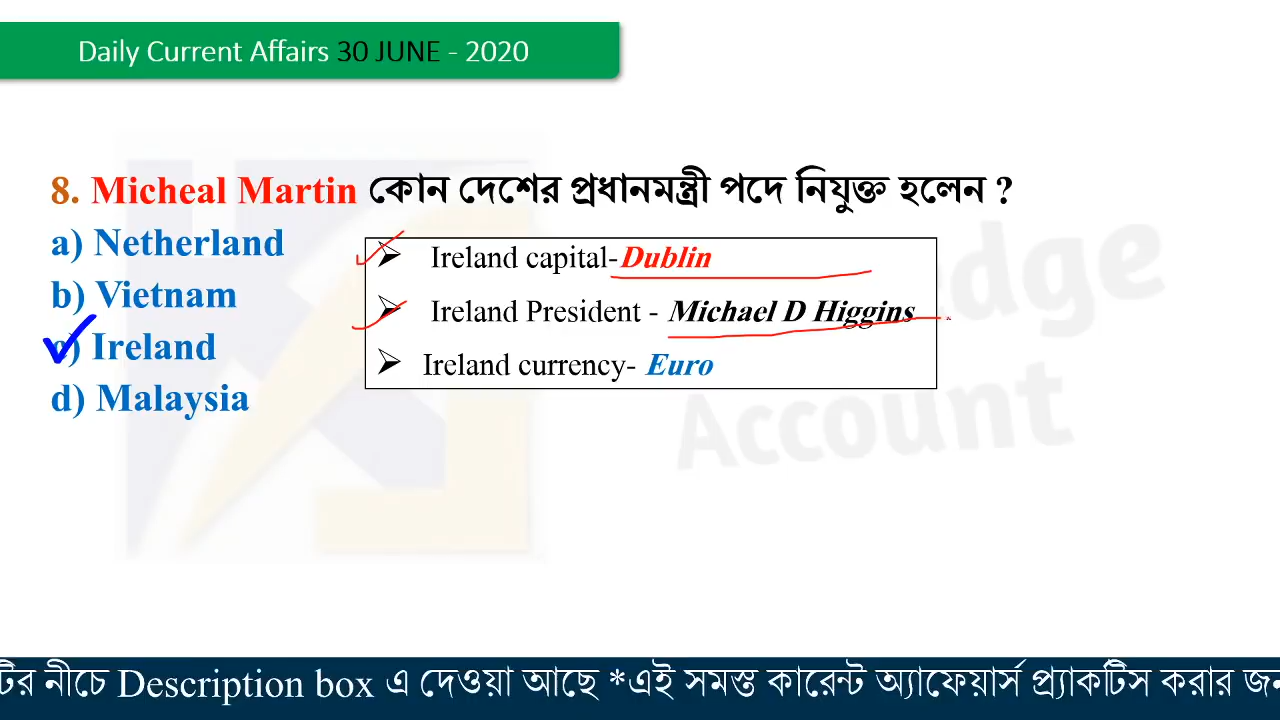 Daily Current Affairs 30 JUNE - 2020
8. Micheal Martin কোন দেশের প্রধানমন্ত্রী পদে নিযুক্ত হলেন ?
a) Netherland
b) Vietnam
c) Ireland
d) Malaysia
Ireland capital-Dublin
Ireland President - Michael D Higgins
Ireland currency- Euro
Account
টির নীচে Description box এ দেওয়া আছে *এই সমস্ত কারেন্ট অ্যাফেয়ার্স প্র্যাকটিস করার